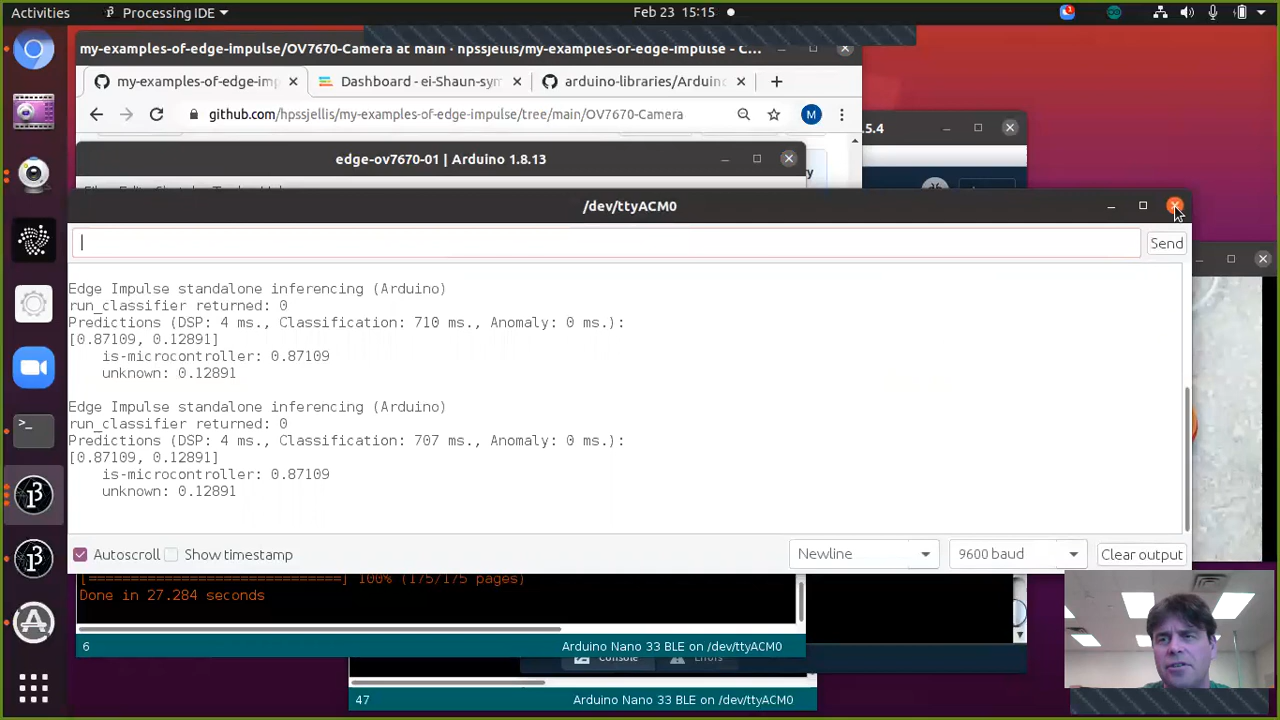 Activities
Processing IDE
Feb 23 15:15
my-examples-of-edge-impulse/OV7670-Camera at main · hpssjellis/my-examples-of-edge-impulse - C...
my-examples-of-edge-imp
Dashboard - ei-Shaun-sym
arduino-libraries/Arduino
github.com/hpssjellis/my-examples-of-edge-impulse/tree/main/OV7670-Camera
M
.5.4
edge-ov7670-01 | Arduino 1.8.13
/dev/ttyACM0
Send
Edge Impulse standalone inferencing (Arduino)
run_classifier returned: 0
Predictions (DSP: 4 ms., Classification: 710 ms., Anomaly: 0 ms.):
[0.87109, 0.12891]
is-microcontroller: 0.87109
unknown: 0.12891
Edge Impulse standalone inferencing (Arduino)
run_classifier returned: 0
Predictions (DSP: 4 ms., Classification: 707 ms., Anomaly: 0 ms.):
[0.87109, 0.12891]
is-microcontroller: 0.87109
unknown: 0.12891
Autoscroll
Show timestamp
Newline
9600 baud
Clear output
[==============================] 100% (175/175 pages)
Done in 27.284 seconds
6
Arduino Nano 33 BLE on /dev/ttyACM0
Console
Errors
47
Arduino Nano 33 BLE on /dev/ttyACM0